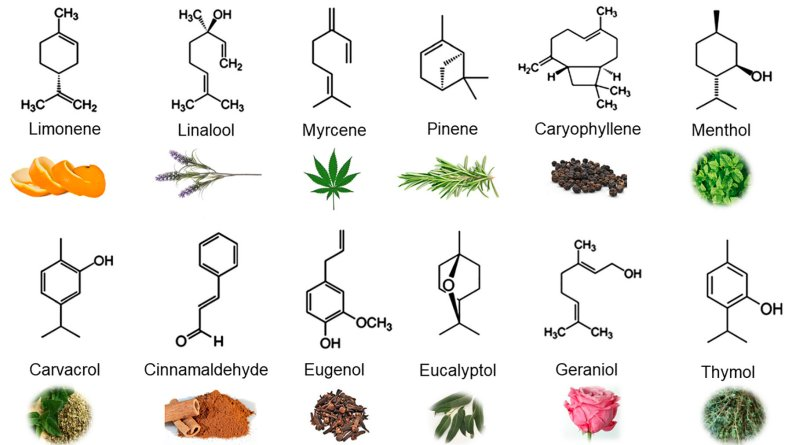 CH₃
H₃C
CH₂
Limonene
H₃C
OH
CH₂
H₃C
CH₃
Linalool
Myrcene
Pinene
CH₃
H₂C
H
H
CH₃
CH₃
Caryophyllene
OH
Menthol
OH
Carvacrol
O
H
Cinnamaldehyde
OCH₃
OH
Eugenol
O
Eucalyptol
CH₃
OH
H₃C
CH₃
Geraniol
OH
Thymol